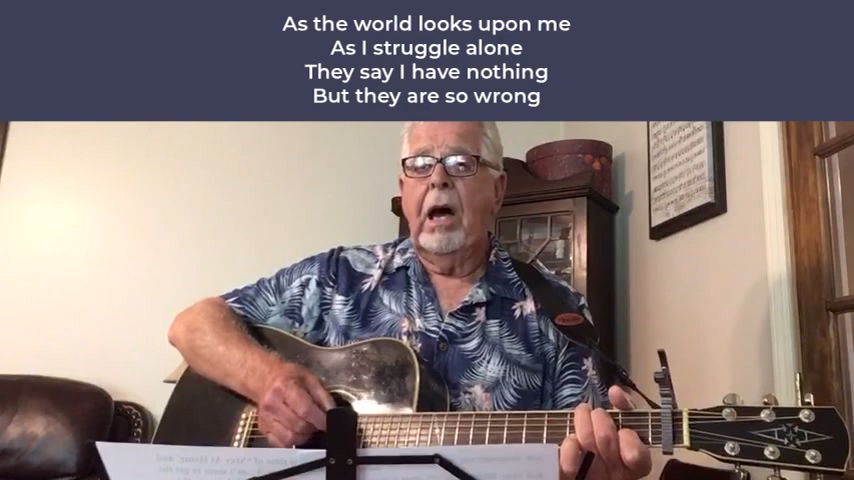 As the world looks upon me
As I struggle alone
They say I have nothing
But they are so wrong